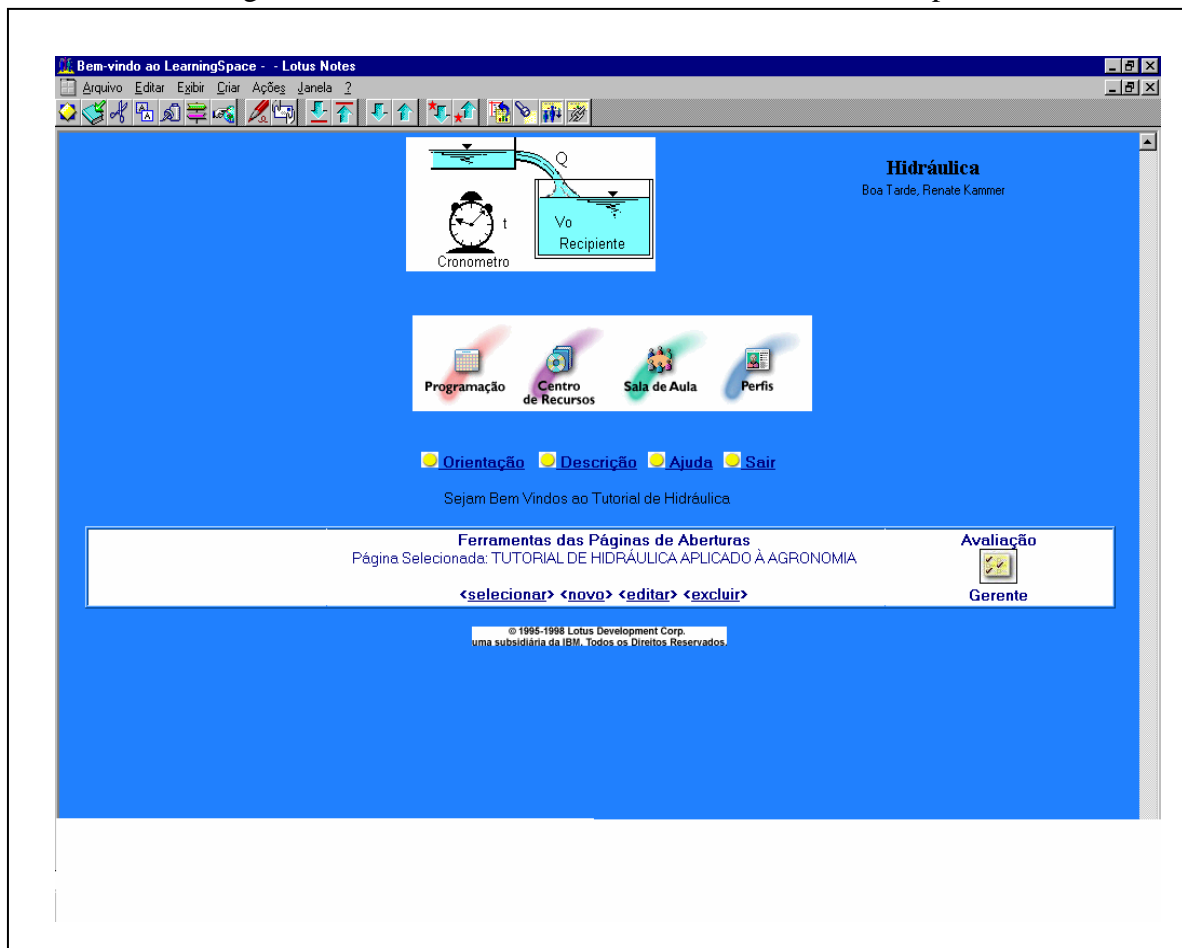 Bem-vindo ao LearningSpace - - Lotus Notes
Arquivo Editar Exibir Criar Ações Janela ?
Q
t
Vo
Recipiente
Cronometro
Hidráulica
Boa Tarde, Renate Kammer
Programação
Centro de Recursos
Sala de Aula
Perfis
Orientação Descrição Ajuda Sair
Sejam Bem Vindos ao Tutorial de Hidráulica
Ferramentas das Páginas de Aberturas
Página Selecionada: TUTORIAL DE HIDRÁULICA APLICADO À AGRONOMIA
<selecionar> <novo> <editar> <excluir>
Avaliação
Gerente
© 1995-1998 Lotus Development Corp.
uma subsidiária da IBM. Todos os Direitos Reservados.